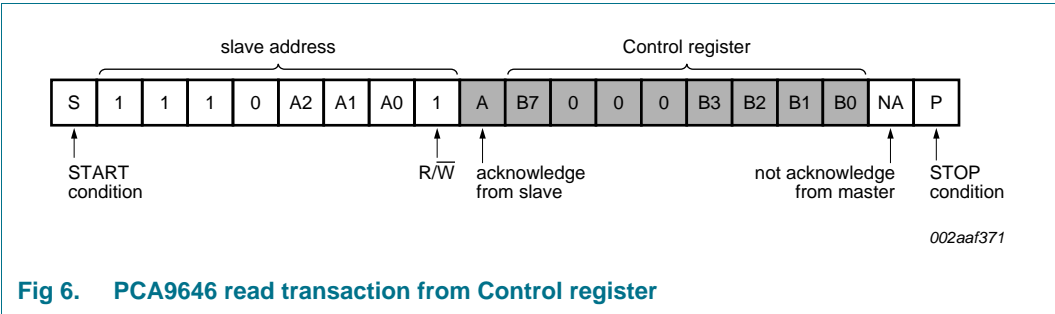 slave address
Control register
S 1 1 1 0 A2 A1 A0 1 A B7 0 0 0 B3 B2 B1 B0 NA P
START
condition
R/W̅
acknowledge
from slave
not acknowledge
from master
STOP
condition
002aaf371
Fig 6. PCA9646 read transaction from Control register